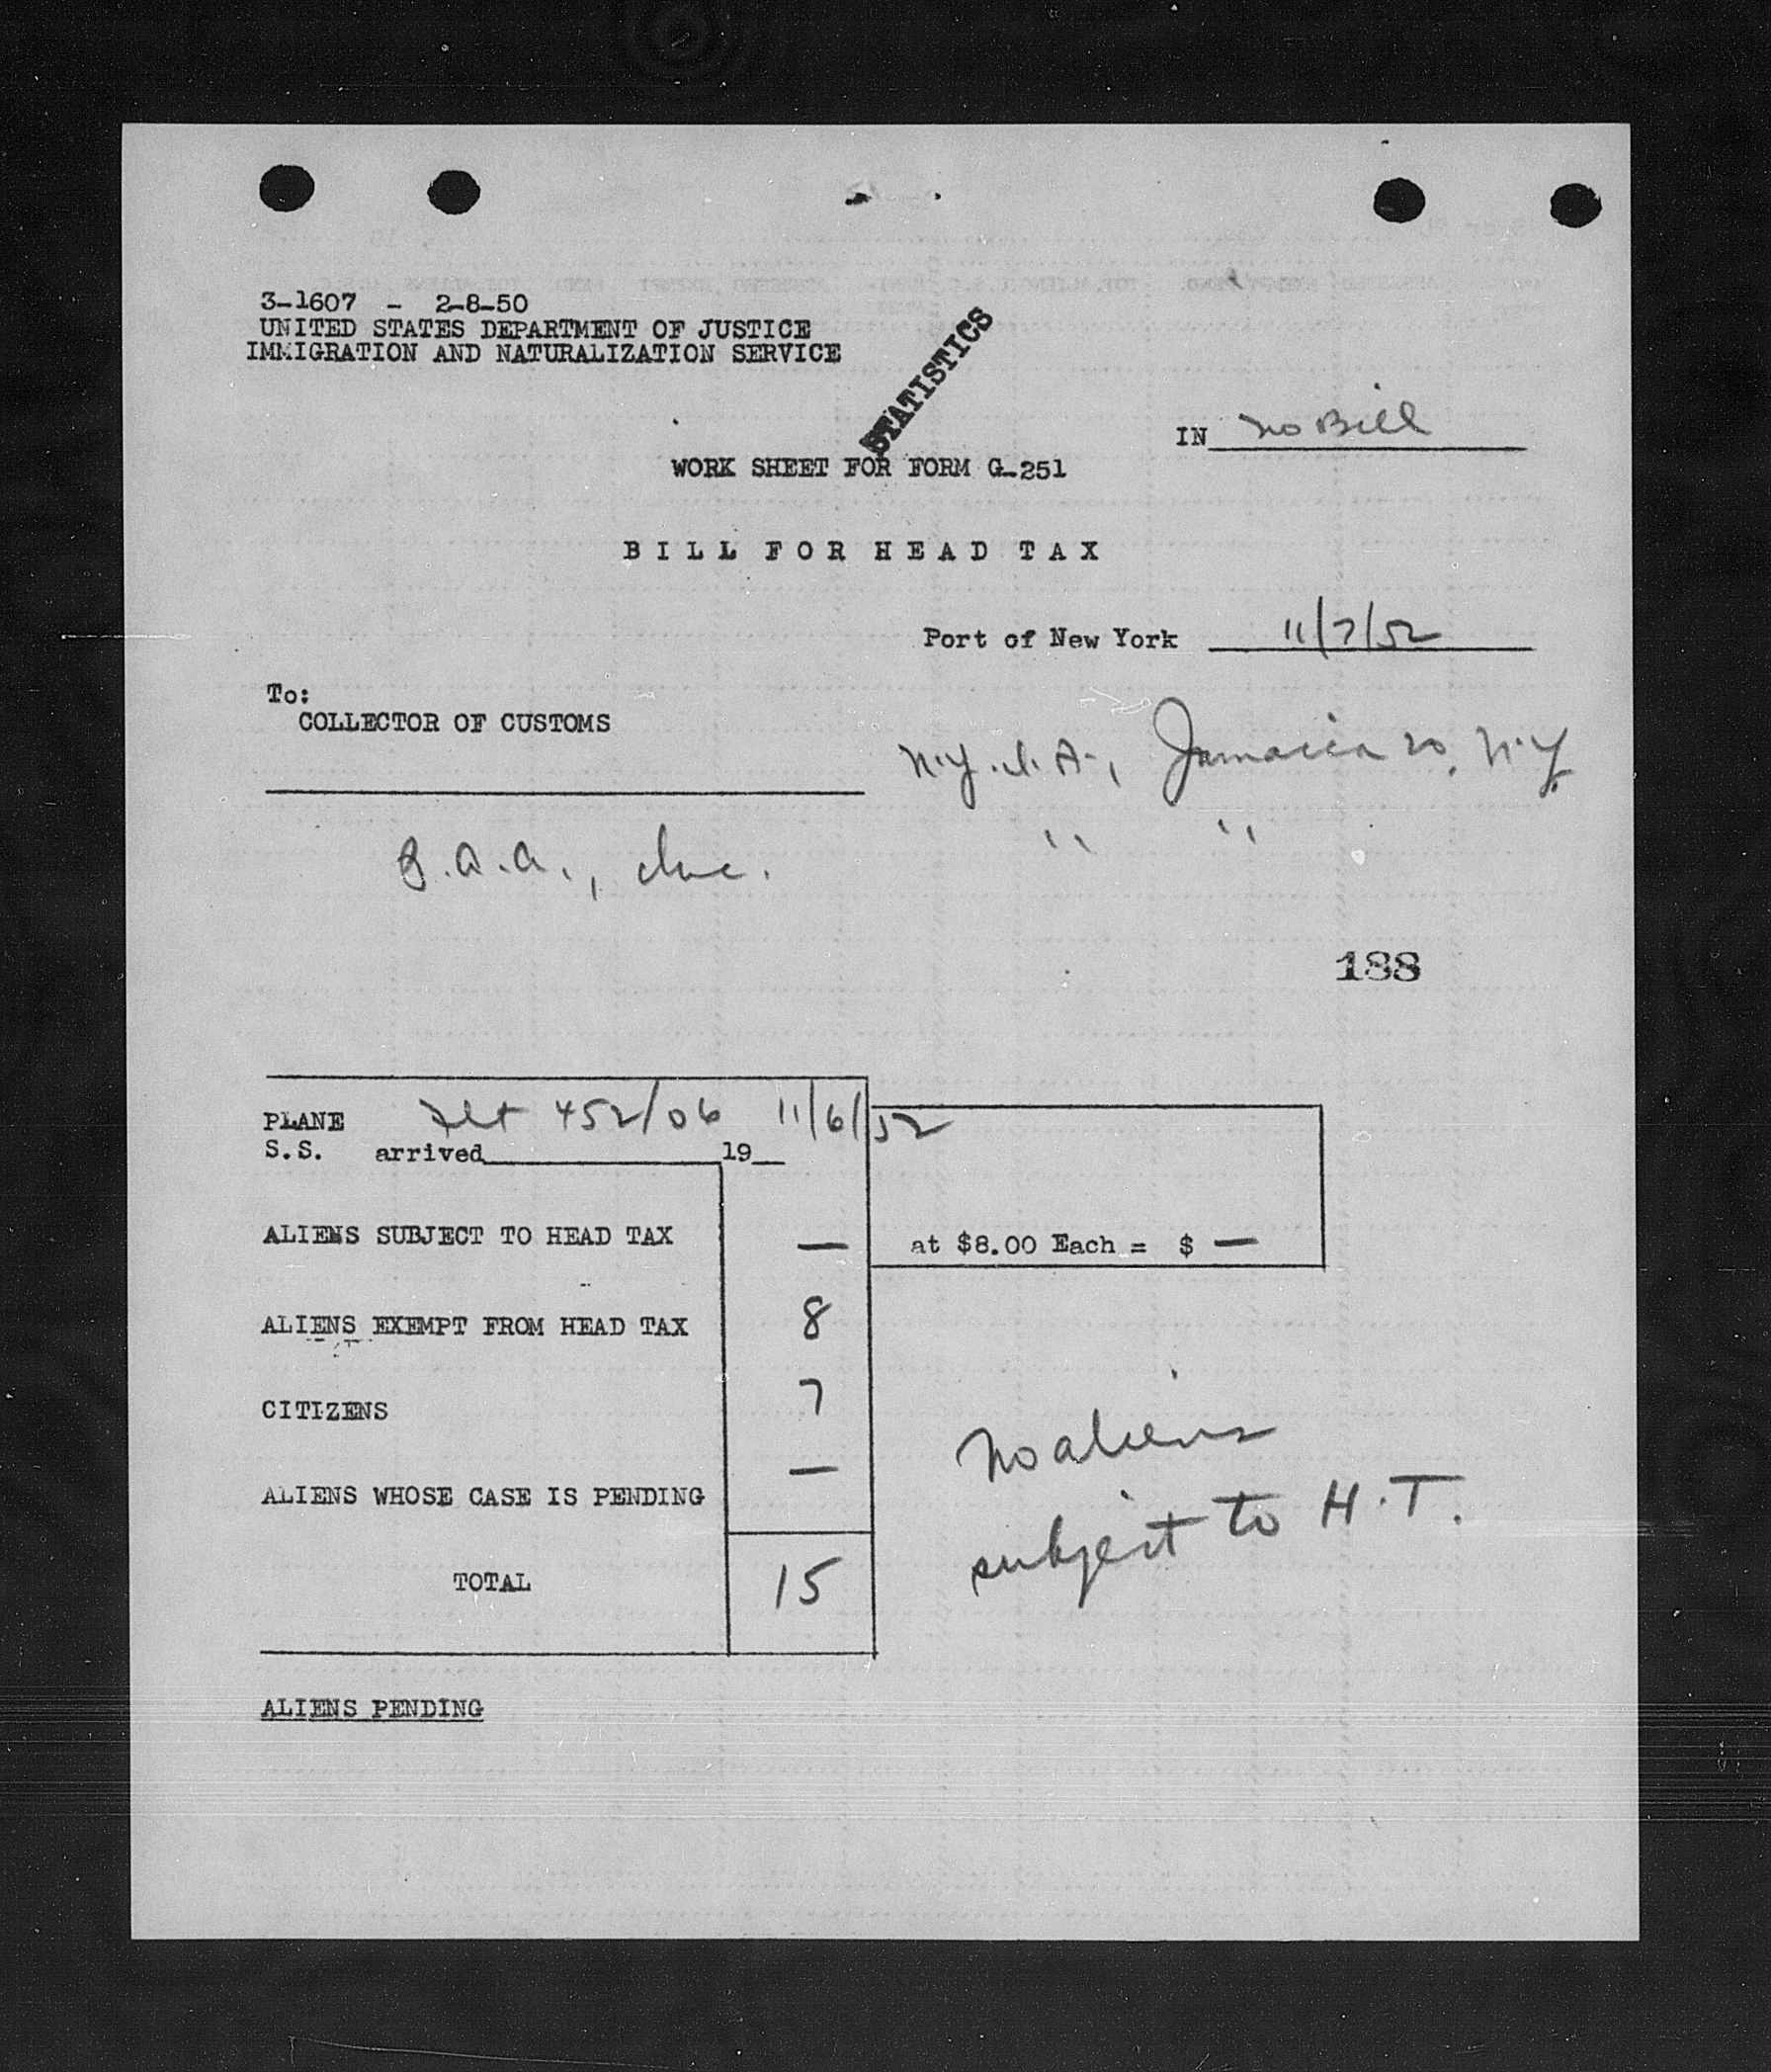 3-1607 - 2-8-50
UNITED STATES DEPARTMENT OF JUSTICE
IMMIGRATION AND NATURALIZATION SERVICE
STATISTICS
IN No Bill
WORK SHEET FOR FORM G-251
BILL FOR HEAD TAX
Port of New York 11/7/52
To:
COLLECTOR OF CUSTOMS
N.Y.I.A., Jamaica 20, N.Y.
.A.A., Inc. " "
188
PLANE Flt 452/06 11/6/52
S.S. arrived 19
ALIENS SUBJECT TO HEAD TAX — at $8.00 Each = $ —
ALIENS EXEMPT FROM HEAD TAX 8
CITIZENS 7
ALIENS WHOSE CASE IS PENDING —
No aliens
subject to H.T.
TOTAL 15
ALIENS PENDING